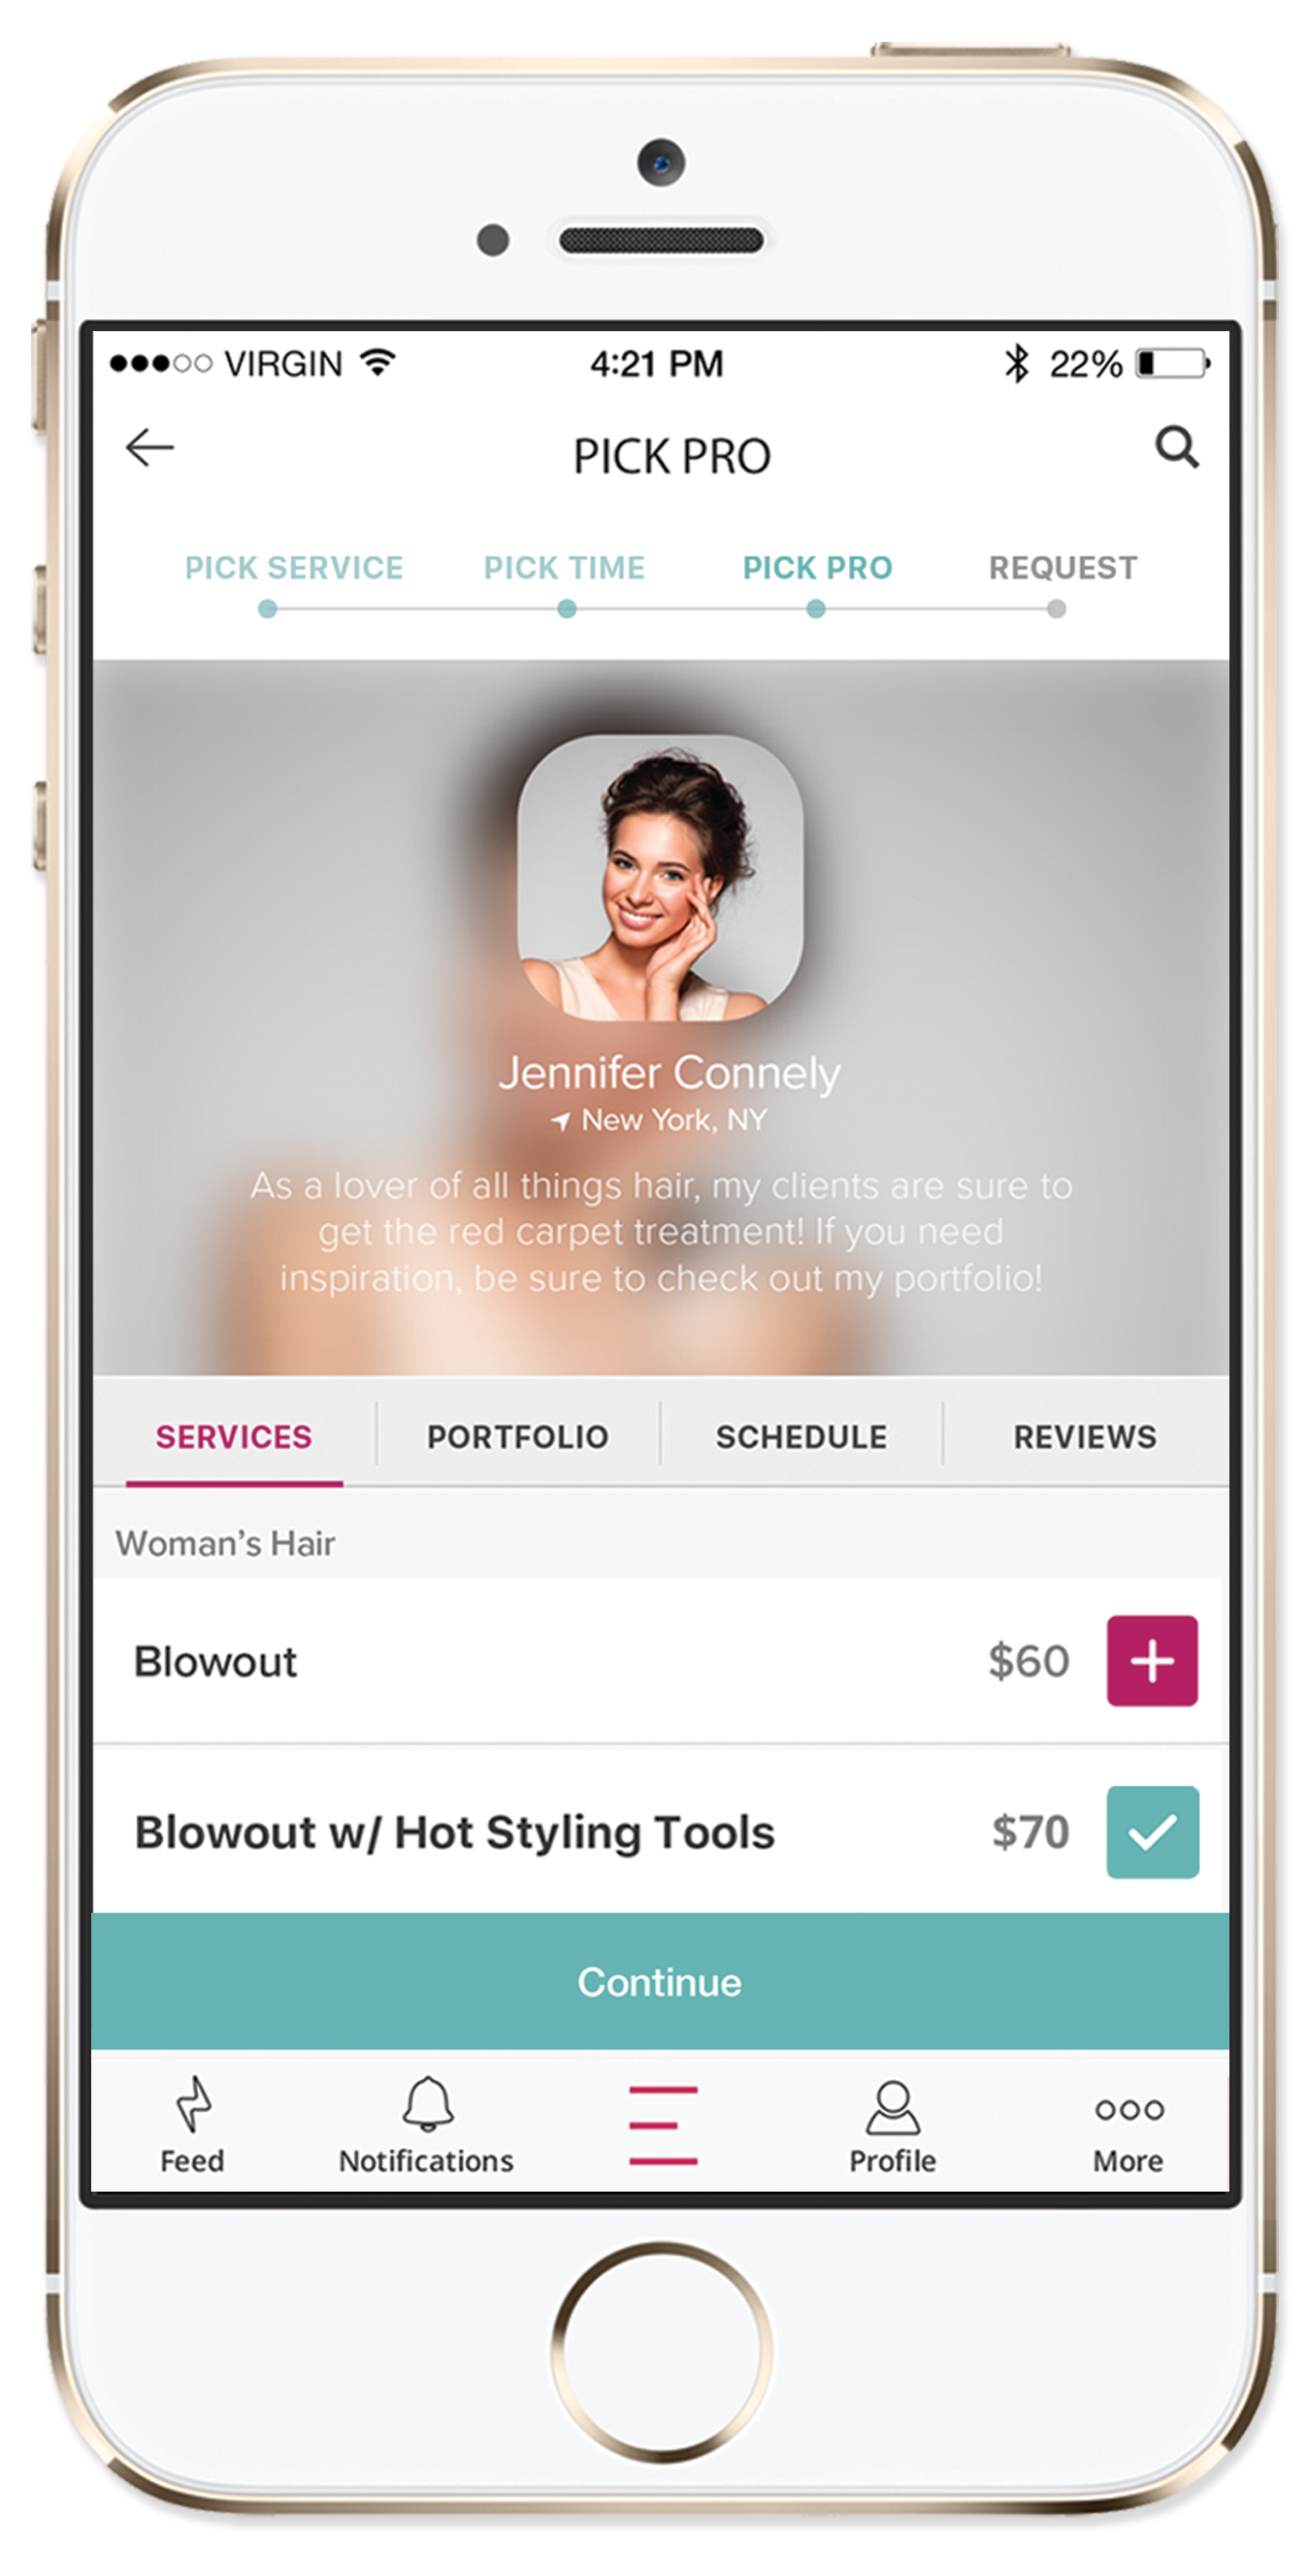 VIRGIN 4:21 PM 22%
PICK PRO
PICK SERVICE PICK TIME PICK PRO REQUEST
Jennifer Connely
New York, NY
As a lover of all things hair, my clients are sure to
get the red carpet treatment! If you need
inspiration, be sure to check out my portfolio!
SERVICES PORTFOLIO SCHEDULE REVIEWS
Woman's Hair
Blowout $60
Blowout w/ Hot Styling Tools $70
Continue
Feed Notifications Profile More